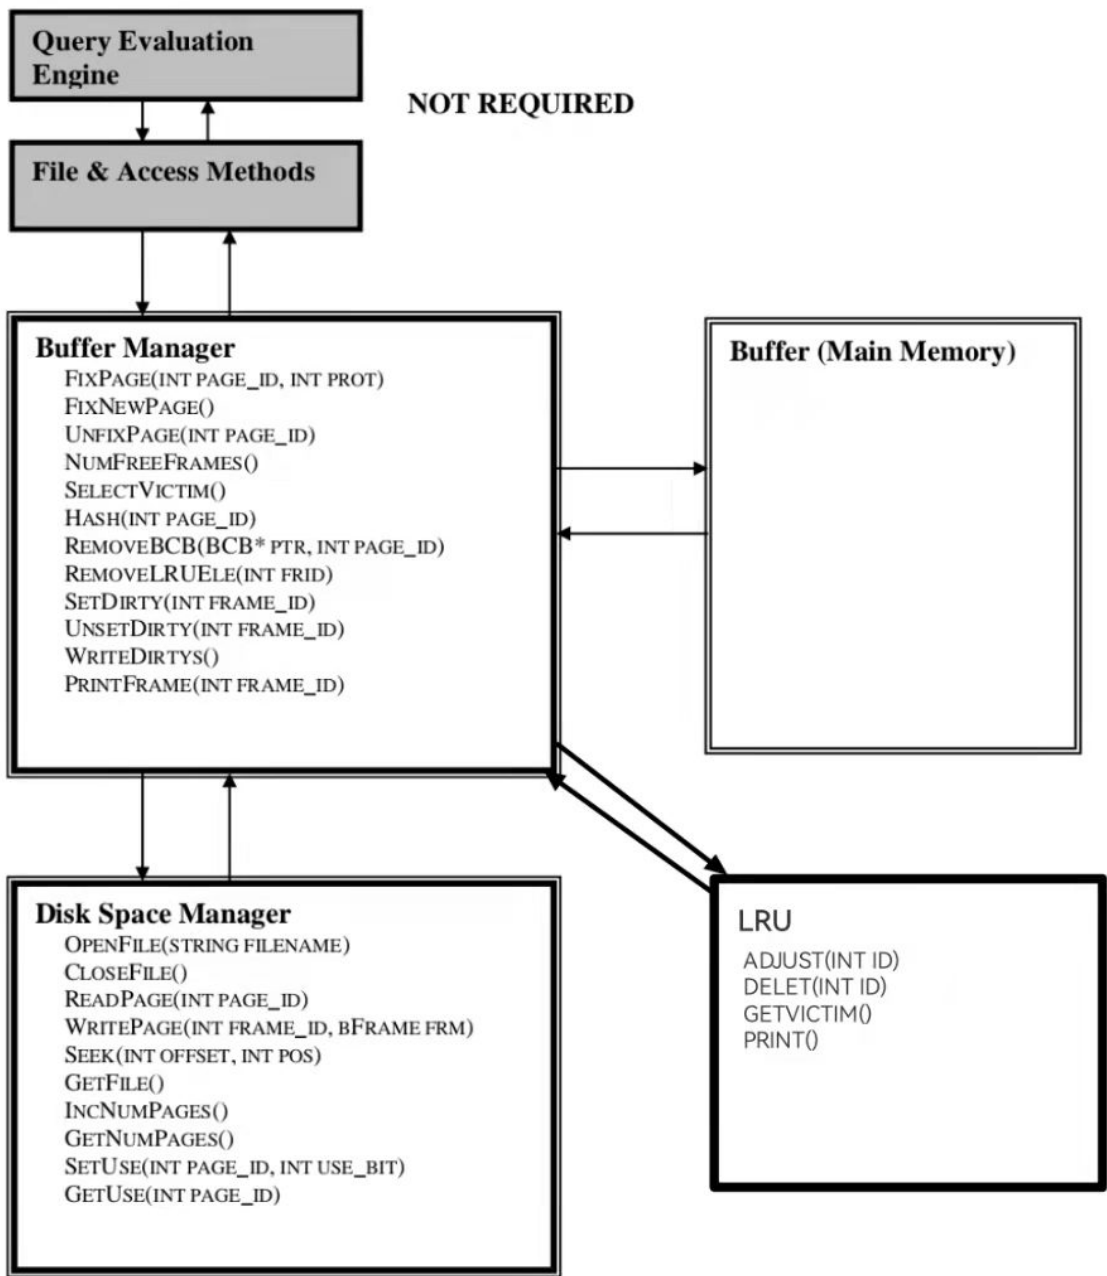 Query Evaluation
Engine
NOT REQUIRED
File & Access Methods
Buffer Manager
FIXPAGE(INT PAGE_ID, INT PROT)
FIXNEWPAGE()
UNFIXPAGE(INT PAGE_ID)
NUMFREEFRAMES()
SELECTVICTIM()
HASH(INT PAGE_ID)
REMOVEBCB(BCB* PTR, INT PAGE_ID)
REMOVELRUELE(INT FRID)
SETDIRTY(INT FRAME_ID)
UNSETDIRTY(INT FRAME_ID)
WRITEDIRTYS()
PRINTFRAME(INT FRAME_ID)
Buffer (Main Memory)
Disk Space Manager
OPENFILE(STRING FILENAME)
CLOSEFILE()
READPAGE(INT PAGE_ID)
WRITEPAGE(INT FRAME_ID, BFRAME FRM)
SEEK(INT OFFSET, INT POS)
GETFILE()
INCNUMPAGES()
GETNUMPAGES()
SETUSE(INT PAGE_ID, INT USE_BIT)
GETUSE(INT PAGE_ID)
LRU
ADJUST(INT ID)
DELET(INT ID)
GETVICTIM()
PRINT()